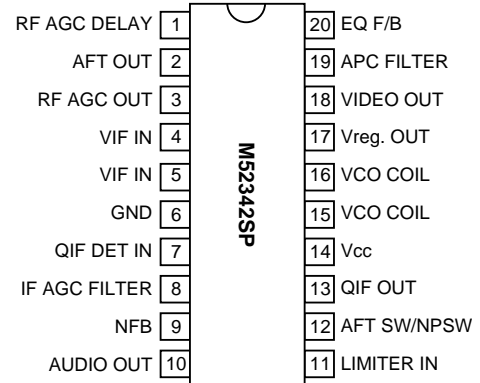 RF AGC DELAY 1 20 EQ F/B
AFT OUT 2 19 APC FILTER
RF AGC OUT 3 18 VIDEO OUT
VIF IN 4 17 Vreg. OUT
VIF IN 5 16 VCO COIL
GND 6 15 VCO COIL
QIF DET IN 7 14 Vcc
IF AGC FILTER 8 13 QIF OUT
NFB 9 12 AFT SW/NPSW
AUDIO OUT 10 11 LIMITER IN
M52342SP